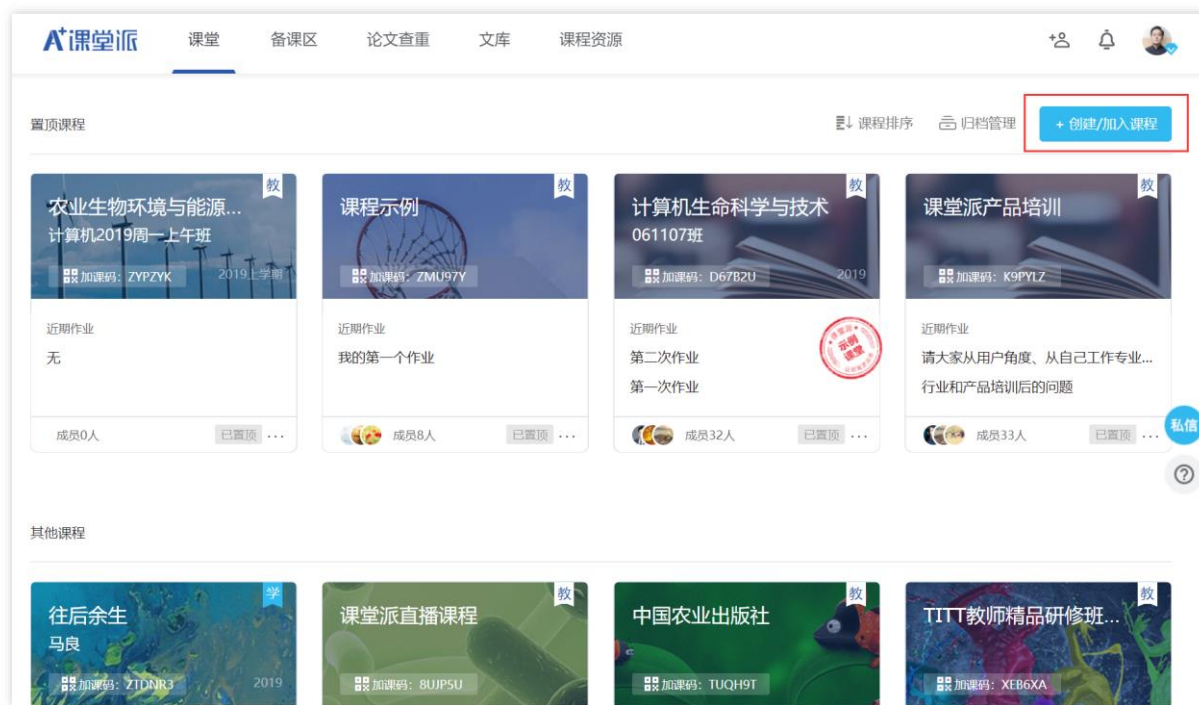 A+课堂派
课堂
备课区
论文查重
文库
课程资源
置顶课程
课程排序
归档管理
+ 创建/加入课程
教
农业生物环境与能源...
计算机2019周一上午班
加课码：ZYPZYK
2019上学期
近期作业
无
成员0人
已置顶
...
教
课程示例
加课码：ZMU97Y
近期作业
我的第一个作业
成员8人
已置顶
...
教
计算机生命科学与技术
061107班
加课码：D67B2U
2019
近期作业
第二次作业
第一次作业
课堂派
示例
课堂
成员32人
已置顶
...
教
课堂派产品培训
加课码：K9PYLZ
近期作业
请大家从用户角度、从自己工作专业...
行业和产品培训后的问题
成员33人
已置顶
...
私信
其他课程
学
往后余生
马良
加课码：ZTDNR3
2019
教
课堂派直播课程
加课码：8UJP5U
教
中国农业出版社
加课码：TUQH9T
教
TITT教师精品研修班...
加课码：XEB6XA